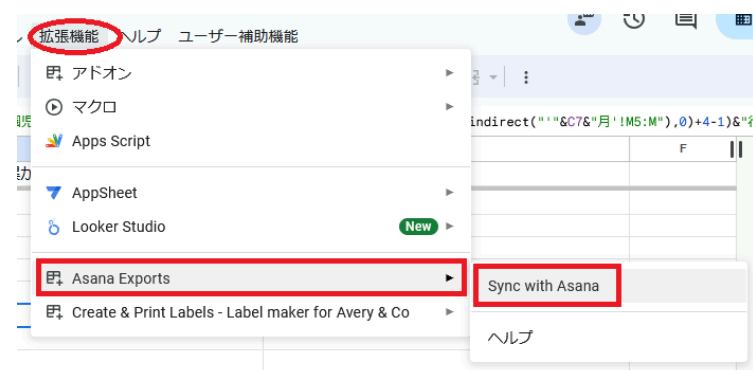 拡張機能 ヘルプ ユーザー補助機能
アドオン
マクロ
indirect("'"&C7&"月'!M5:M"),0)+4-1)&"行
Apps Script
F
AppSheet
Looker Studio New
Asana Exports
Sync with Asana
Create & Print Labels - Label maker for Avery & Co
ヘルプ